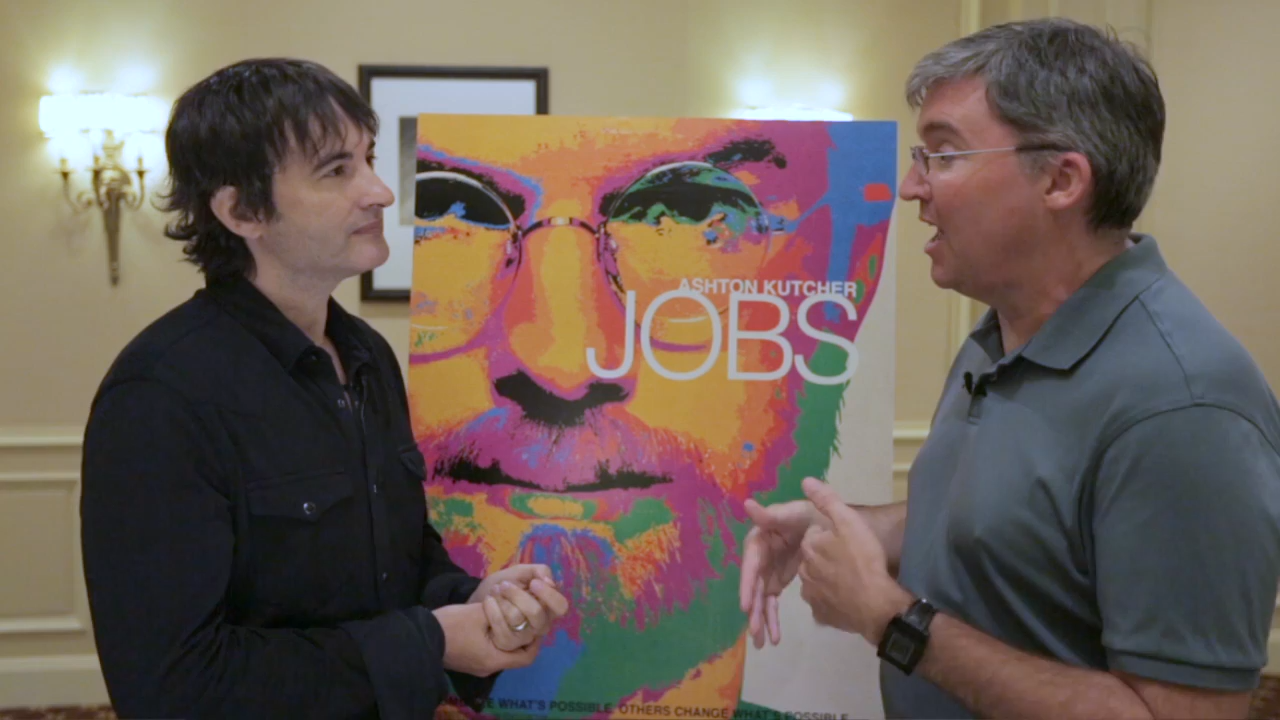 ASHTON KUTCHER
JOBS
WHAT'S POSSIBLE. OTHERS CHANGE WHAT'S POSSIBLE.